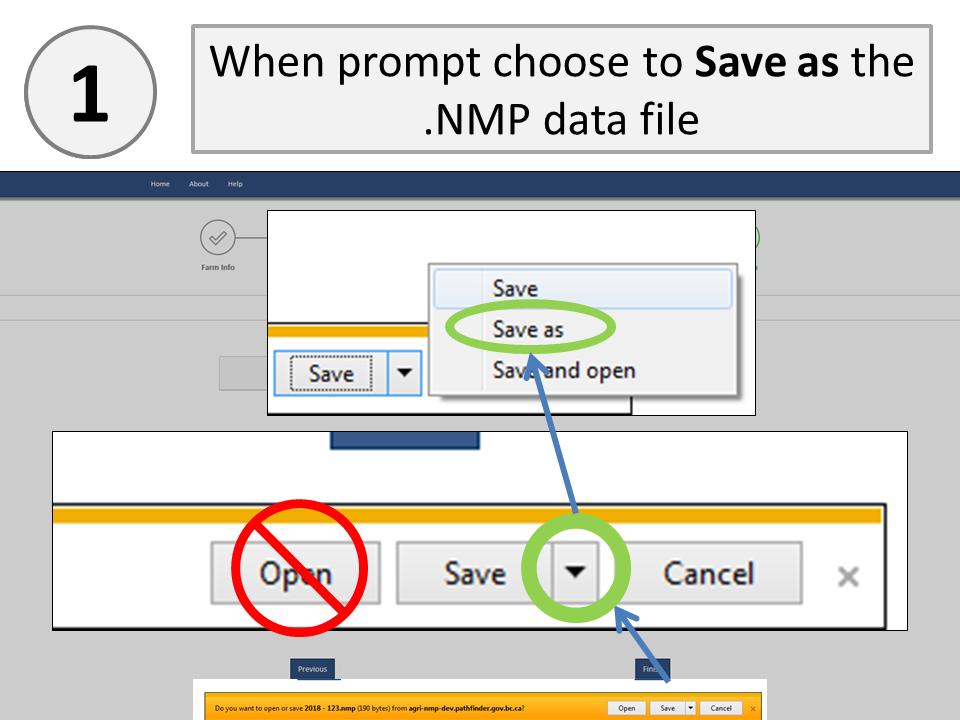 1
When prompt choose to Save as the
.NMP data file
Home About Help
Farm Info
Save
Save as
Save and open
Save
Open Save Cancel ×
Previous
Do you want to open or save 2018 - 123.nmp (190 bytes) from agri-nmp-dev.pathfinder.gov.bc.ca? Open Save Cancel ×